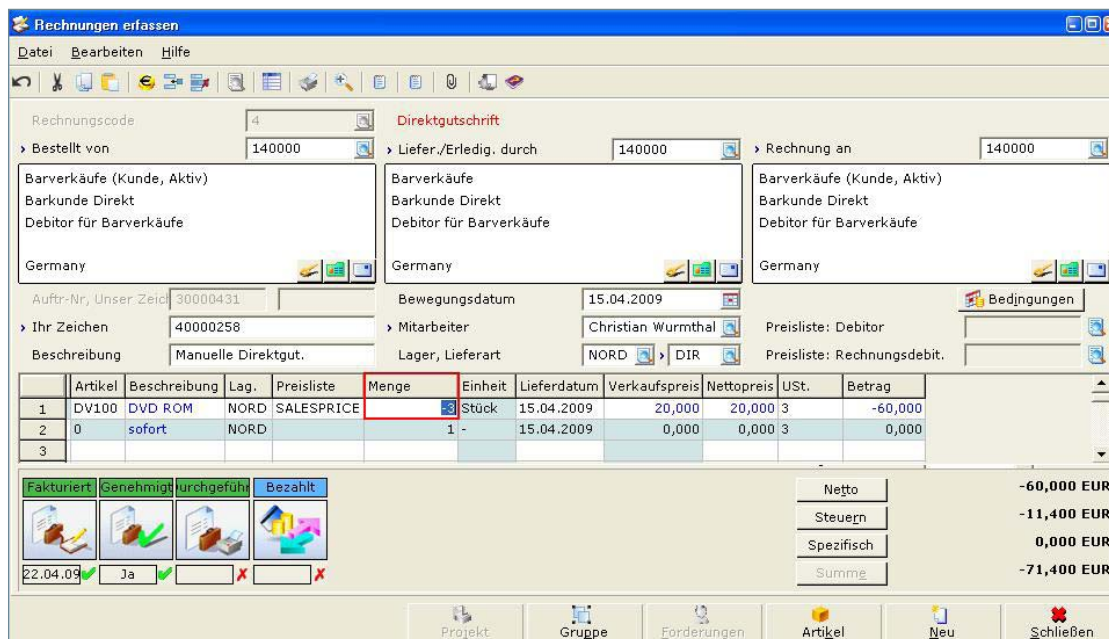 Rechnungen erfassen
Datei Bearbeiten Hilfe
Rechnungscode 4 Direktgutschrift
Bestellt von 140000 Liefer./Erledig. durch 140000 Rechnung an 140000
Barverkäufe (Kunde, Aktiv) Barverkäufe Barverkäufe (Kunde, Aktiv)
Barkunde Direkt Barkunde Direkt Barkunde Direkt
Debitor für Barverkäufe Debitor für Barverkäufe Debitor für Barverkäufe
Germany Germany Germany
Auftr-Nr, Unser Zeich 30000431 Bewegungsdatum 15.04.2009 Bedingungen
Ihr Zeichen 40000258 Mitarbeiter Christian Wurmthal Preisliste: Debitor
Beschreibung Manuelle Direktgut. Lager, Lieferart NORD DIR Preisliste: Rechnungsdebit.
Artikel Beschreibung Lag. Preisliste Menge Einheit Lieferdatum Verkaufspreis Nettopreis USt. Betrag
1 DV100 DVD ROM NORD SALESPRICE -3 Stück 15.04.2009 20,000 20,000 3 -60,000
2 0 sofort NORD 1 - 15.04.2009 0,000 0,000 3 0,000
3
Fakturiert Genehmigt urchgeführ Bezahlt Netto -60,000 EUR
Steuern -11,400 EUR
Spezifisch 0,000 EUR
22.04.09 Ja Summe -71,400 EUR
Projekt Gruppe Forderungen Artikel Neu Schließen